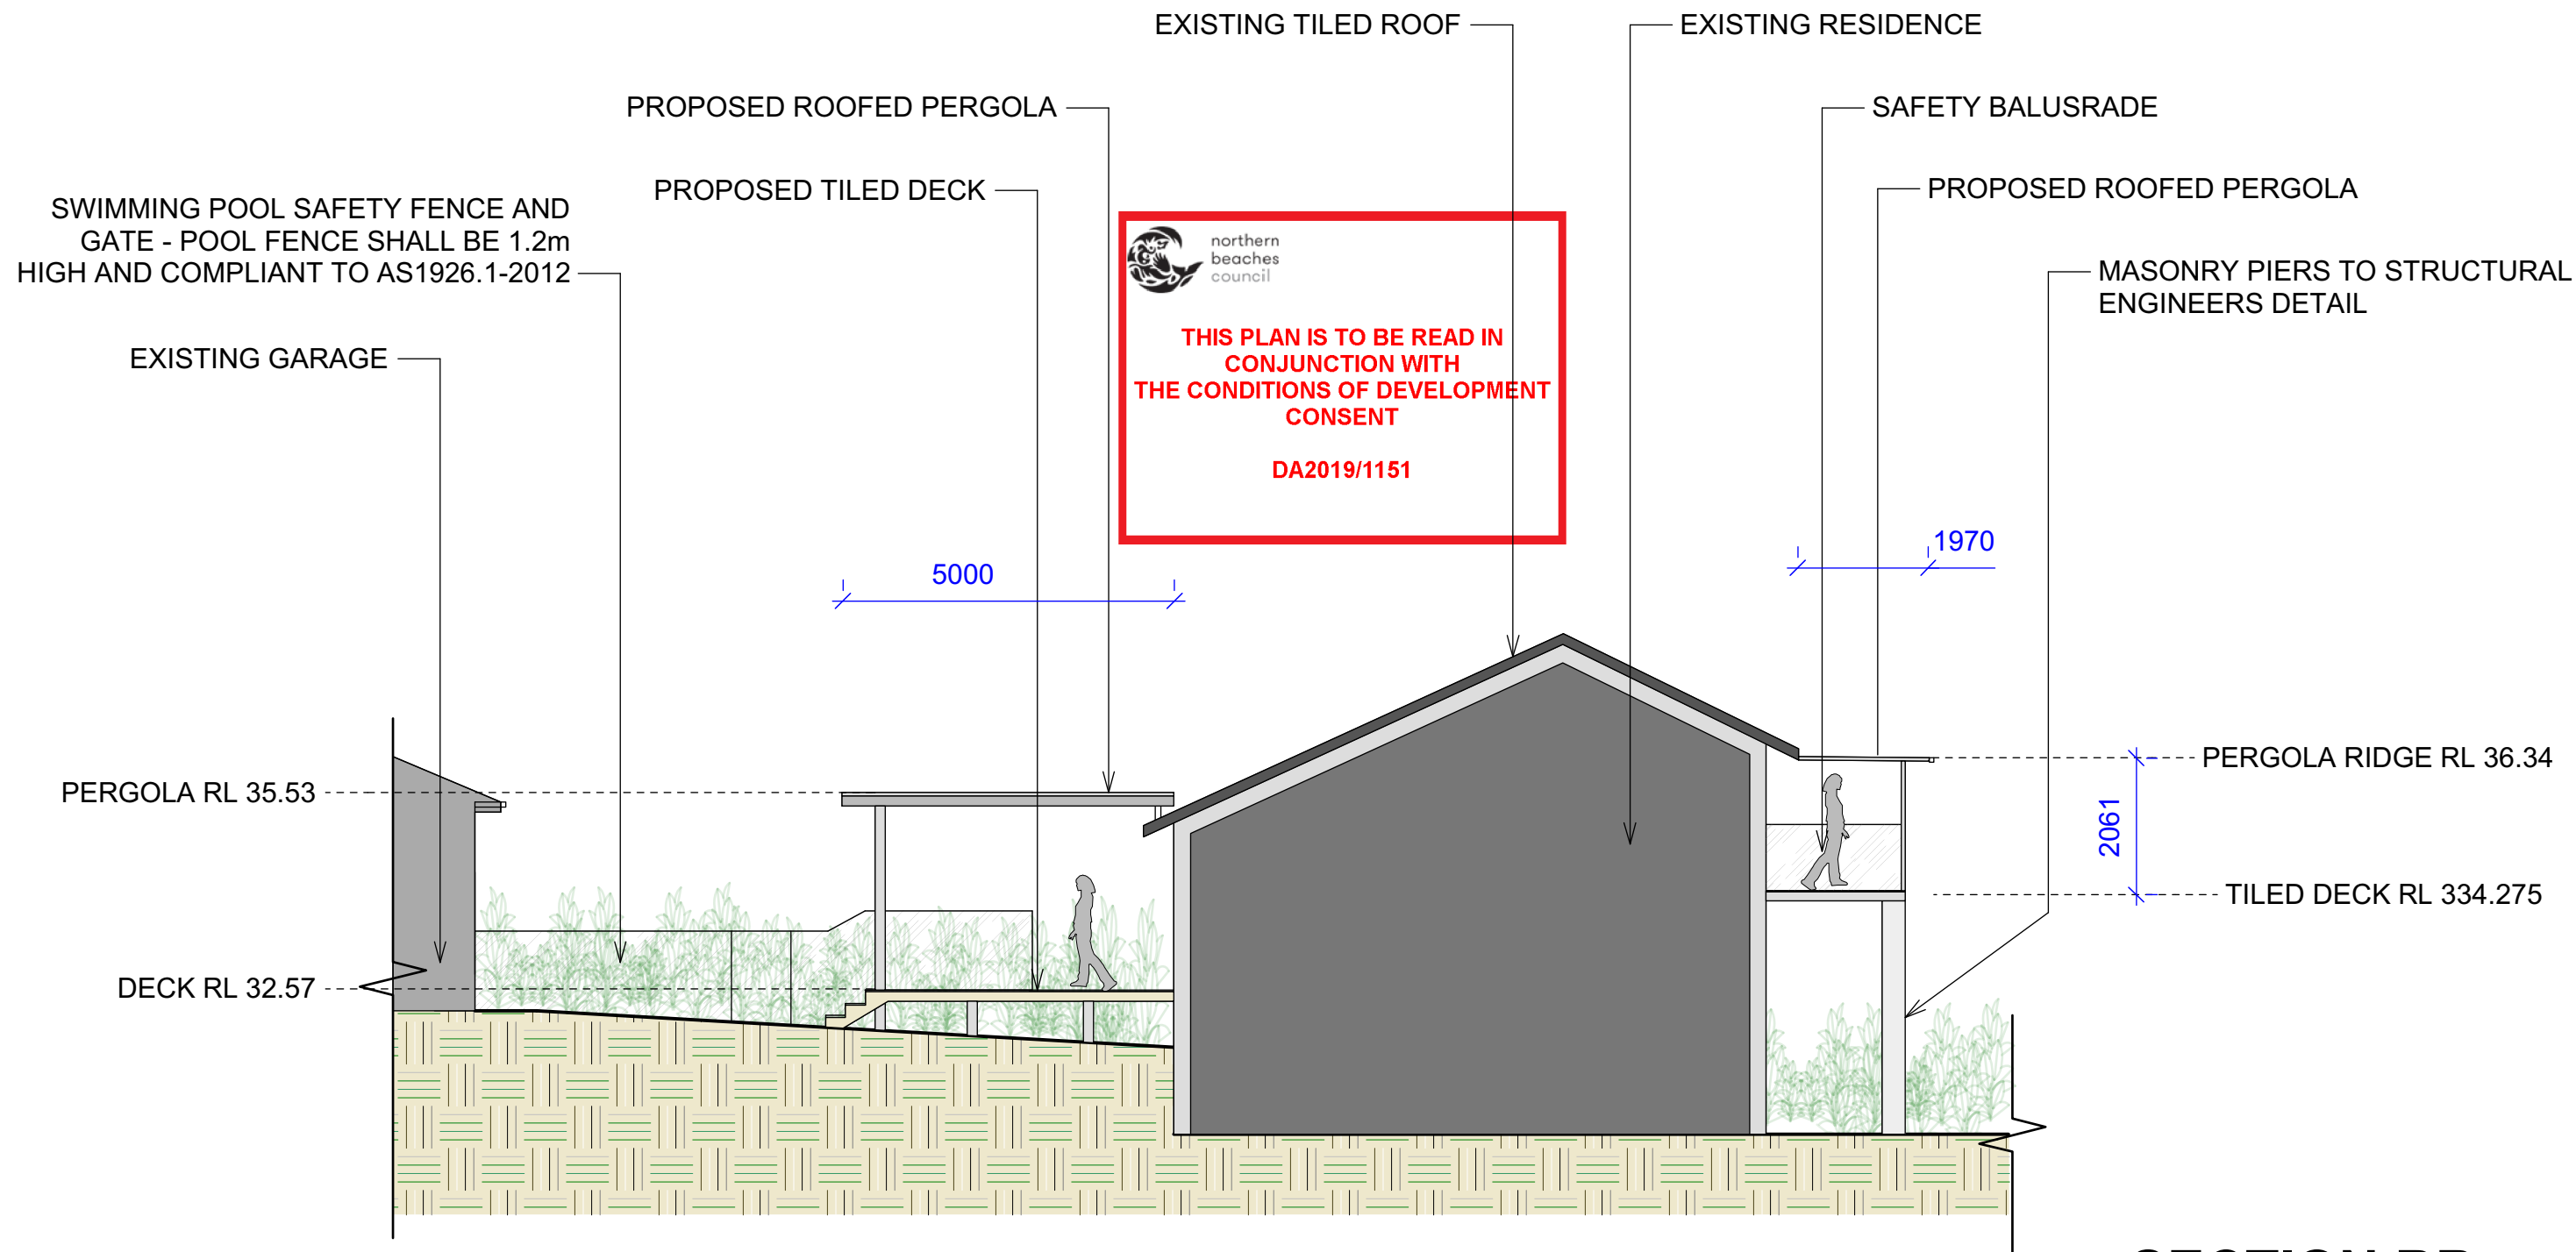 EXISTING TILED ROOF
EXISTING RESIDENCE
PROPOSED ROOFED PERGOLA
SAFETY BALUSRADE
PROPOSED TILED DECK
PROPOSED ROOFED PERGOLA
SWIMMING POOL SAFETY FENCE AND
GATE - POOL FENCE SHALL BE 1.2m
HIGH AND COMPLIANT TO AS1926.1-2012
northern
beaches
council
MASONRY PIERS TO STRUCTURAL
ENGINEERS DETAIL
THIS PLAN IS TO BE READ IN
CONJUNCTION WITH
THE CONDITIONS OF DEVELOPMENT
CONSENT
DA2019/1151
EXISTING GARAGE
5000
1970
PERGOLA RL 35.53
PERGOLA RIDGE RL 36.34
2061
TILED DECK RL 334.275
DECK RL 32.57